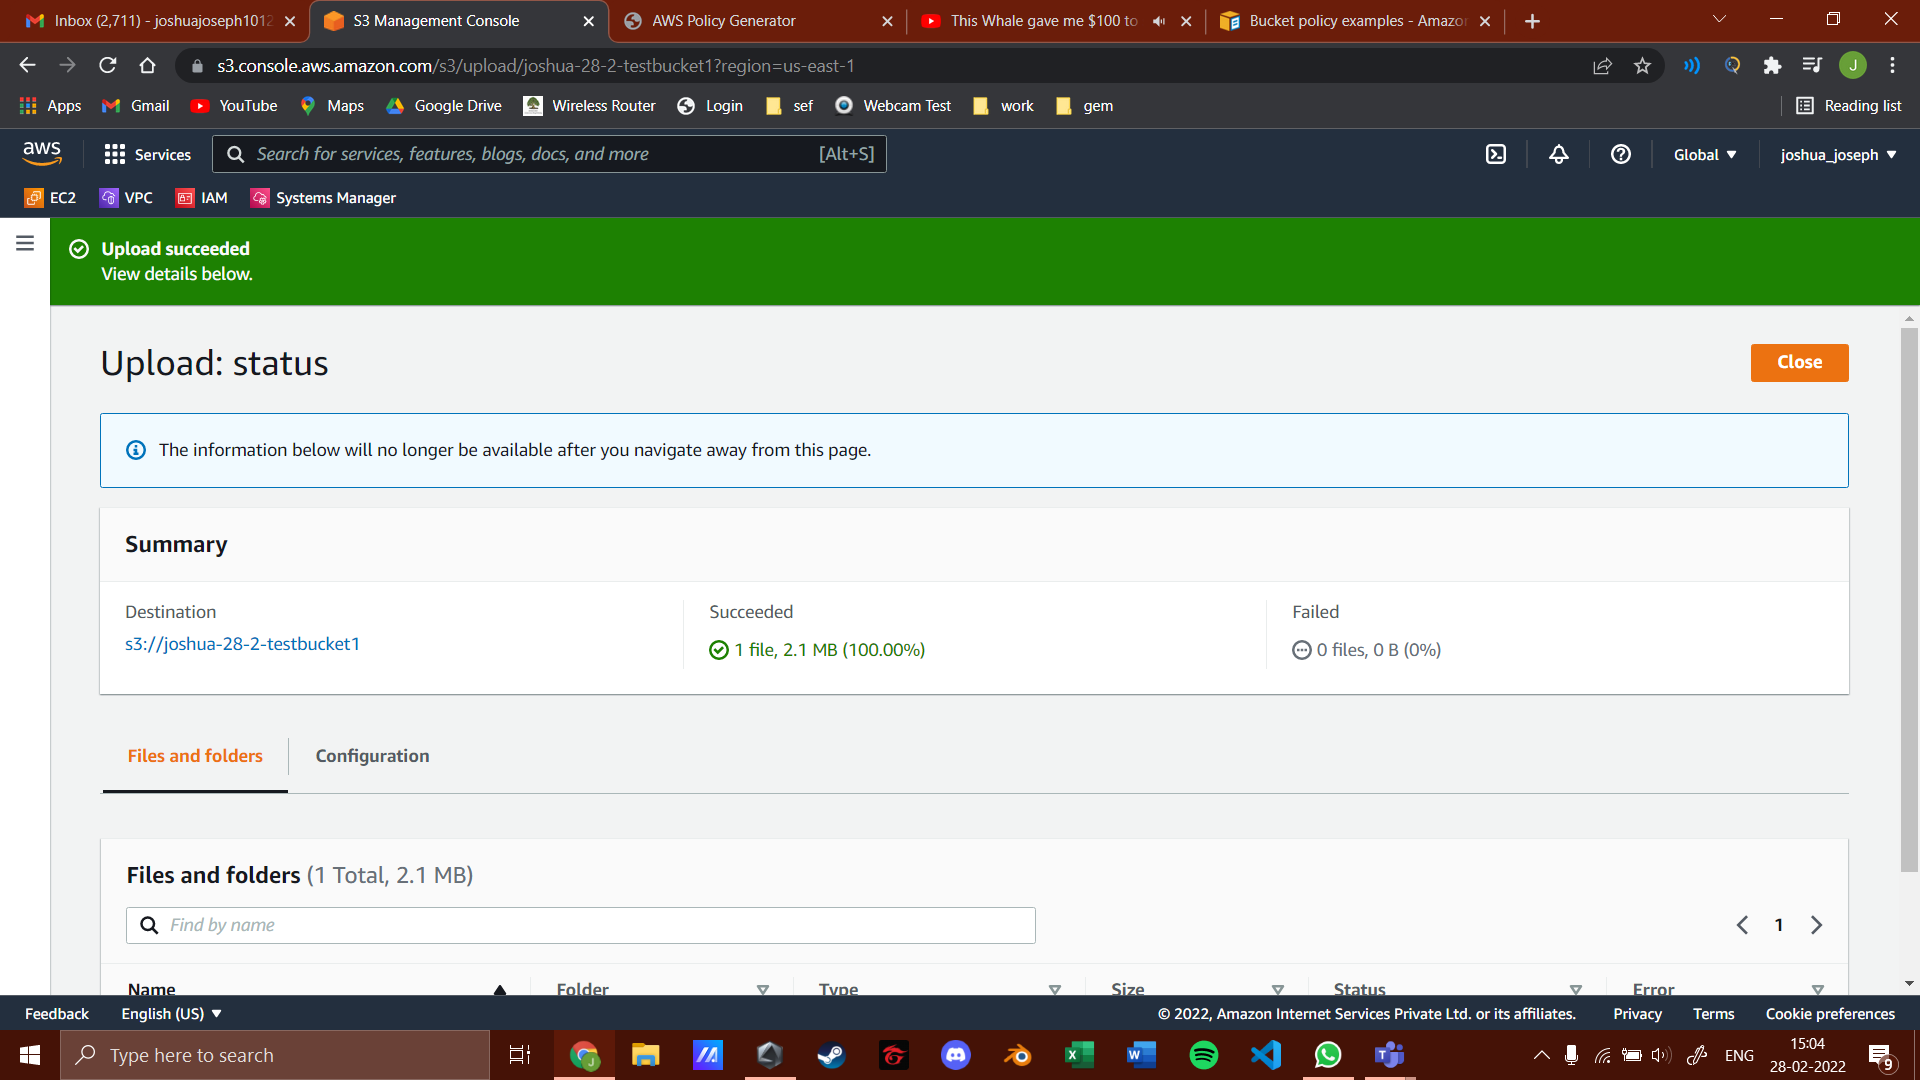 Inbox (2,711) - joshuajoseph1012
S3 Management Console
AWS Policy Generator
This Whale gave me $100 to
Bucket policy examples - Amazon
s3.console.aws.amazon.com/s3/upload/joshua-28-2-testbucket1?region=us-east-1
J
Apps
Gmail
YouTube
Maps
Google Drive
Wireless Router
Login
sef
Webcam Test
work
gem
Reading list
aws
Services
Search for services, features, blogs, docs, and more
[Alt+S]
Global
joshua_joseph
EC2
VPC
IAM
Systems Manager
Upload succeeded
View details below.
Upload: status
Close
The information below will no longer be available after you navigate away from this page.
Summary
Destination
s3://joshua-28-2-testbucket1
Succeeded
1 file, 2.1 MB (100.00%)
Failed
0 files, 0 B (0%)
Files and folders
Configuration
Files and folders (1 Total, 2.1 MB)
Find by name
1
Name
Folder
Type
Size
Status
Error
Feedback
English (US)
© 2022, Amazon Internet Services Private Ltd. or its affiliates.
Privacy
Terms
Cookie preferences
Type here to search
ENG
15:04
28-02-2022
9